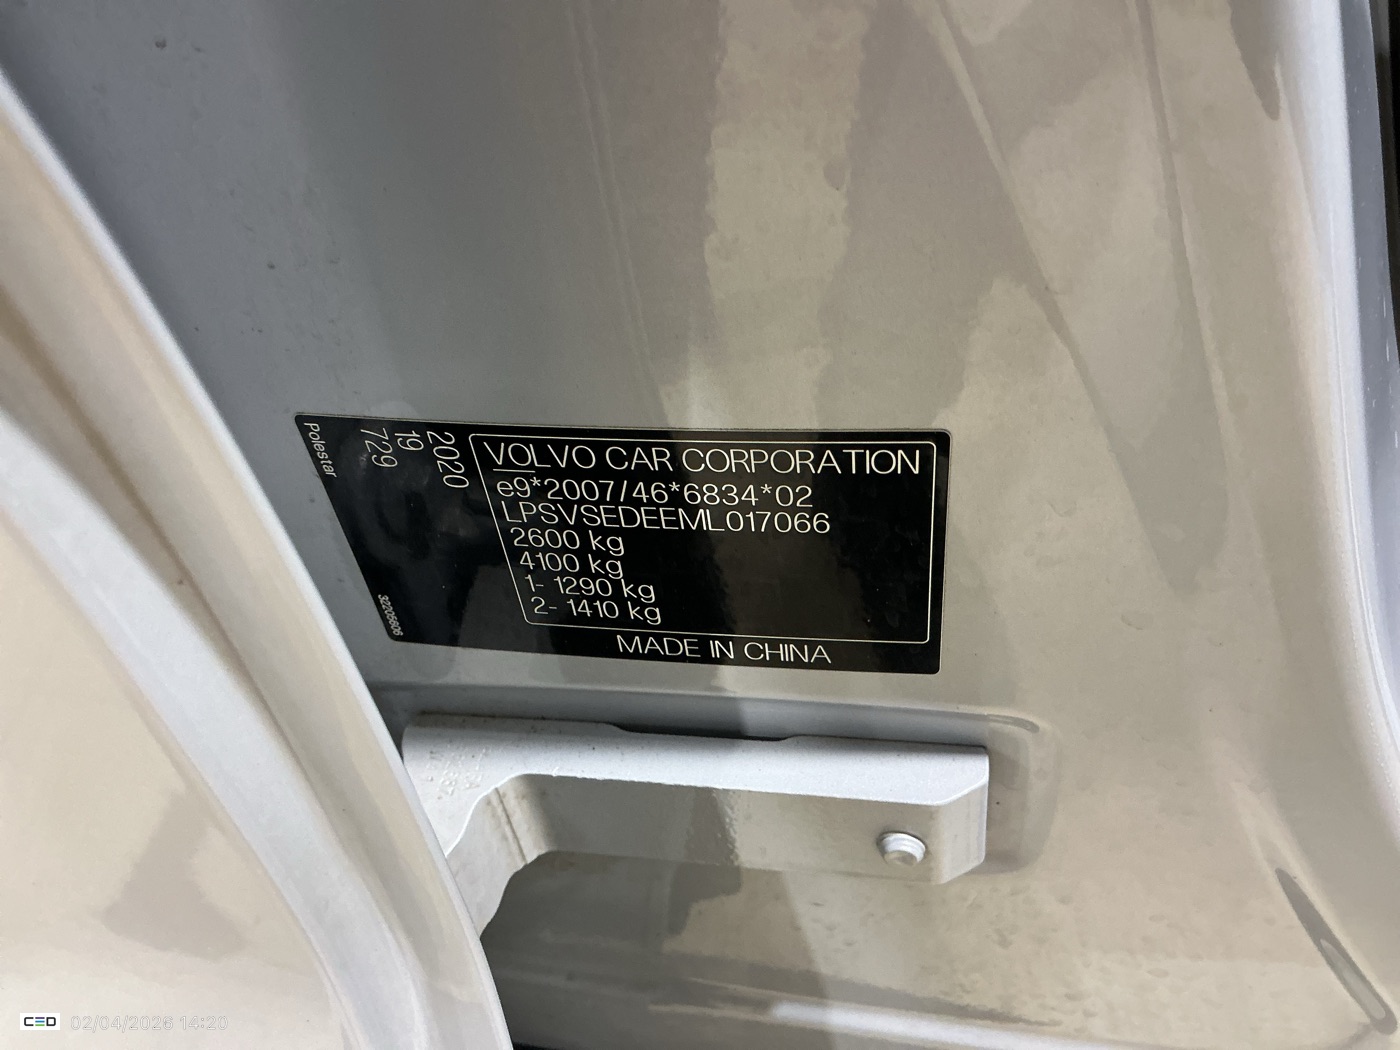 VOLVO CAR CORPORATION
e9*2007/46*6834*02
LPSVSEDEEML017066
2600 kg
4100 kg
1- 1290 kg
2- 1410 kg
MADE IN CHINA
2020
19
729
Polestar
32205606
CED 02/04/2026 14:20